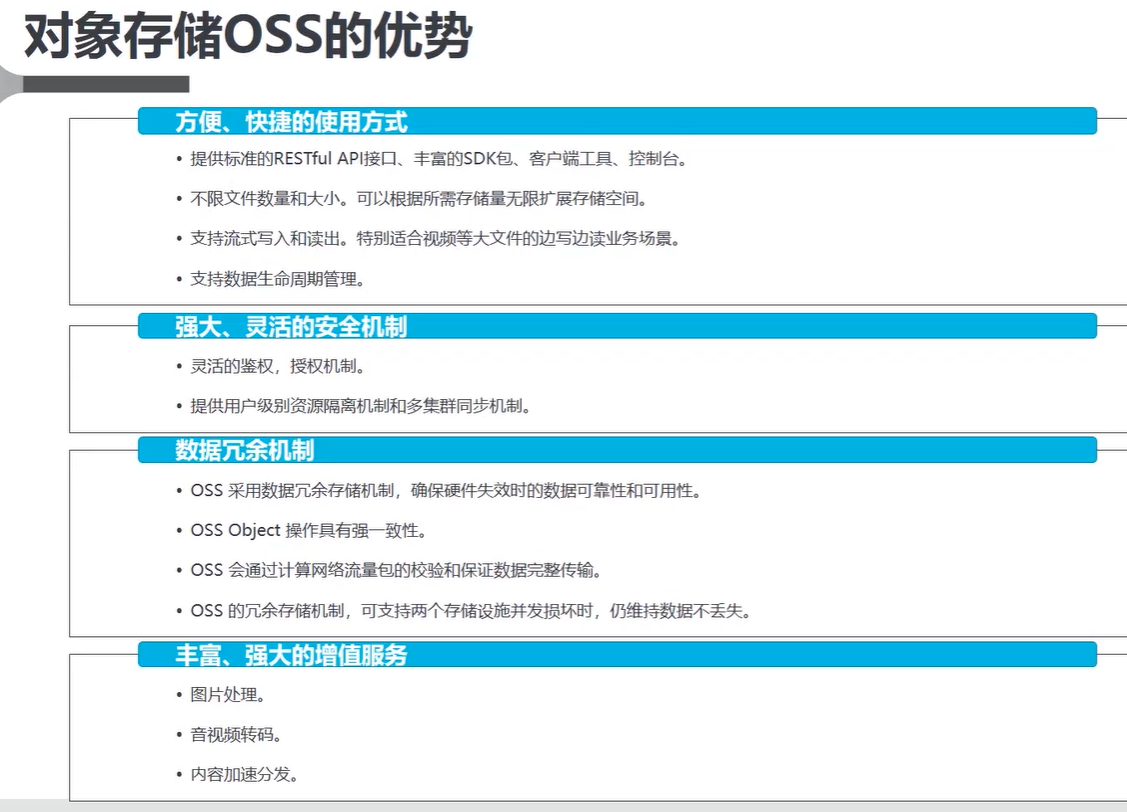 对象存储OSS的优势
方便、快捷的使用方式
• 提供标准的RESTful API接口、丰富的SDK包、客户端工具、控制台。
• 不限文件数量和大小。可以根据所需存储量无限扩展存储空间。
• 支持流式写入和读出。特别适合视频等大文件的边写边读业务场景。
• 支持数据生命周期管理。
强大、灵活的安全机制
• 灵活的鉴权，授权机制。
• 提供用户级别资源隔离机制和多集群同步机制。
数据冗余机制
• OSS 采用数据冗余存储机制，确保硬件失效时的数据可靠性和可用性。
• OSS Object 操作具有强一致性。
• OSS 会通过计算网络流量包的校验和保证数据完整传输。
• OSS 的冗余存储机制，可支持两个存储设施并发损坏时，仍维持数据不丢失。
丰富、强大的增值服务
• 图片处理。
• 音视频转码。
• 内容加速分发。